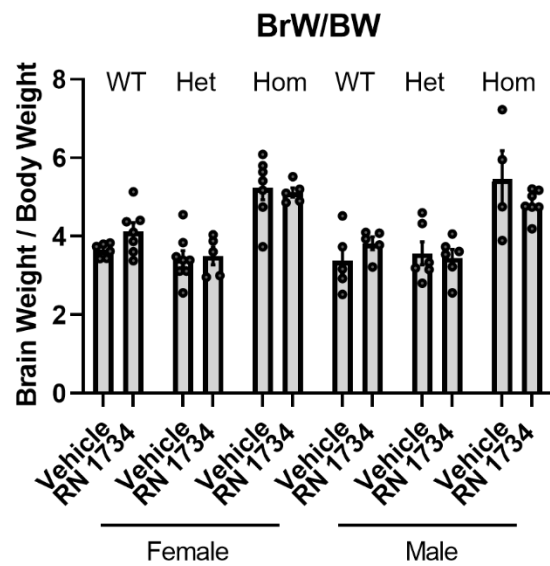 BrW/BW
Brain Weight / Body Weight
8
6
4
2
0
WT Het Hom WT Het Hom
Vehicle
RN 1734
Vehicle
RN 1734
Vehicle
RN 1734
Vehicle
RN 1734
Vehicle
RN 1734
Vehicle
RN 1734
Female Male